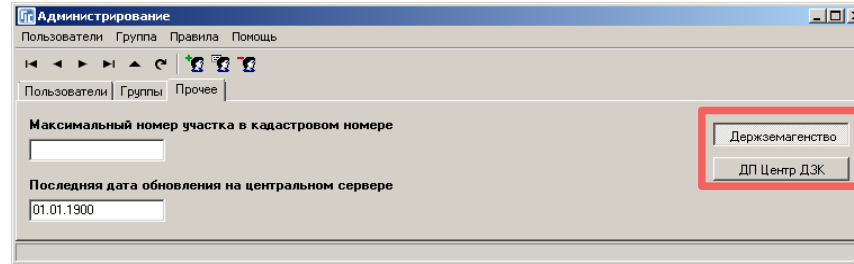 Администрирование
Пользователи Группа Правила Помощь
Пользователи Группы Прочее
Максимальный номер участка в кадастровом номере
Держземагенство
ДП Центр ДЗК
Последняя дата обновления на центральном сервере
01.01.1900